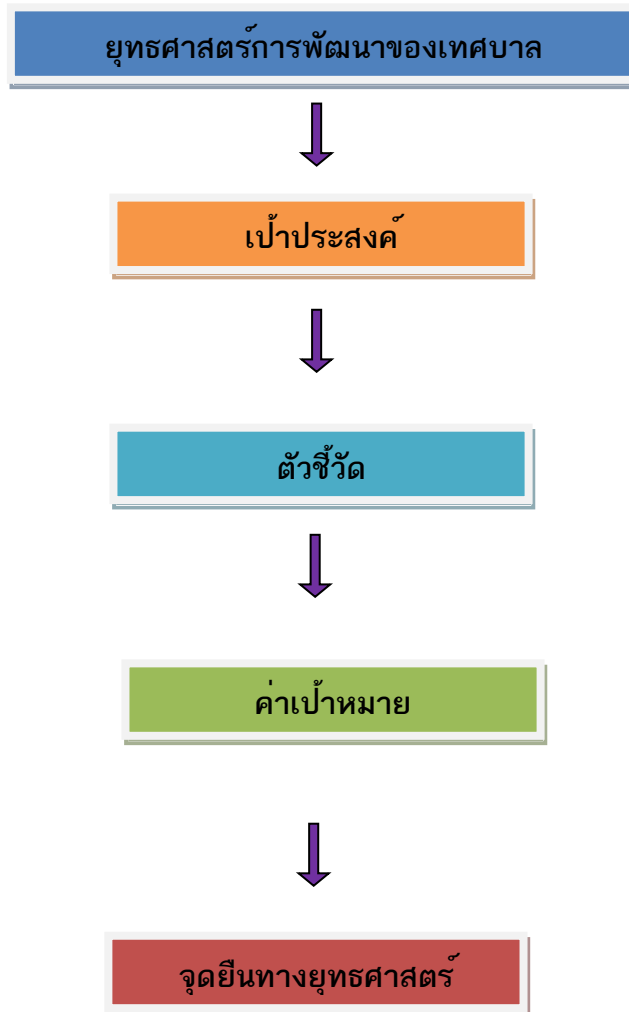 ยุทธศาสตร์การพัฒนาของเทศบาล
เป้าประสงค์
ตัวชี้วัด
ค่าเป้าหมาย
จุดยืนทางยุทธศาสตร์